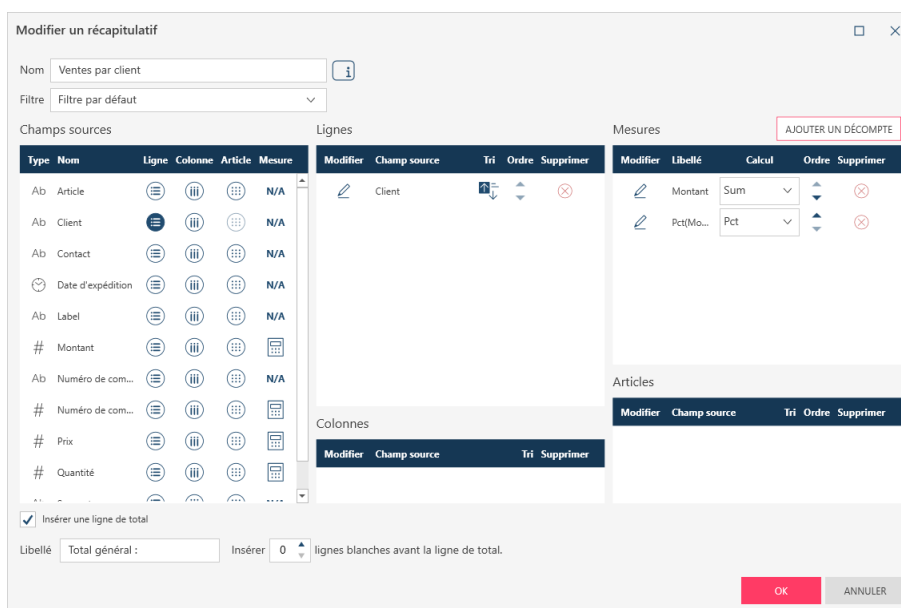 Modifier un récapitulatif
Nom Ventes par client
Filtre Filtre par défaut
Champs sources
Type Nom Ligne Colonne Article Mesure
Ab Article N/A
Ab Client N/A
Ab Contact N/A
Date d'expédition N/A
Ab Label N/A
# Montant
Ab Numéro de com... N/A
# Numéro de com...
# Prix
# Quantité
Lignes
Modifier Champ source Tri Ordre Supprimer
Client
Colonnes
Modifier Champ source Tri Supprimer
Mesures AJOUTER UN DÉCOMPTE
Modifier Libellé Calcul Ordre Supprimer
Montant Sum
Pct(Mo... Pct
Articles
Modifier Champ source Tri Ordre Supprimer
Insérer une ligne de total
Libellé Total général : Insérer 0 lignes blanches avant la ligne de total.
OK ANNULER